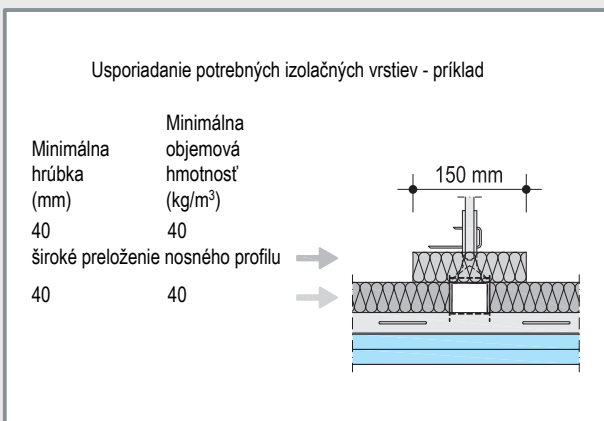 Usporiadanie potrebných izolačných vrstiev - príklad
Minimálna hrúbka (mm)
Minimálna objemová hmotnosť (kg/m³)
40 40
široké preloženie nosného profilu
40 40
150 mm